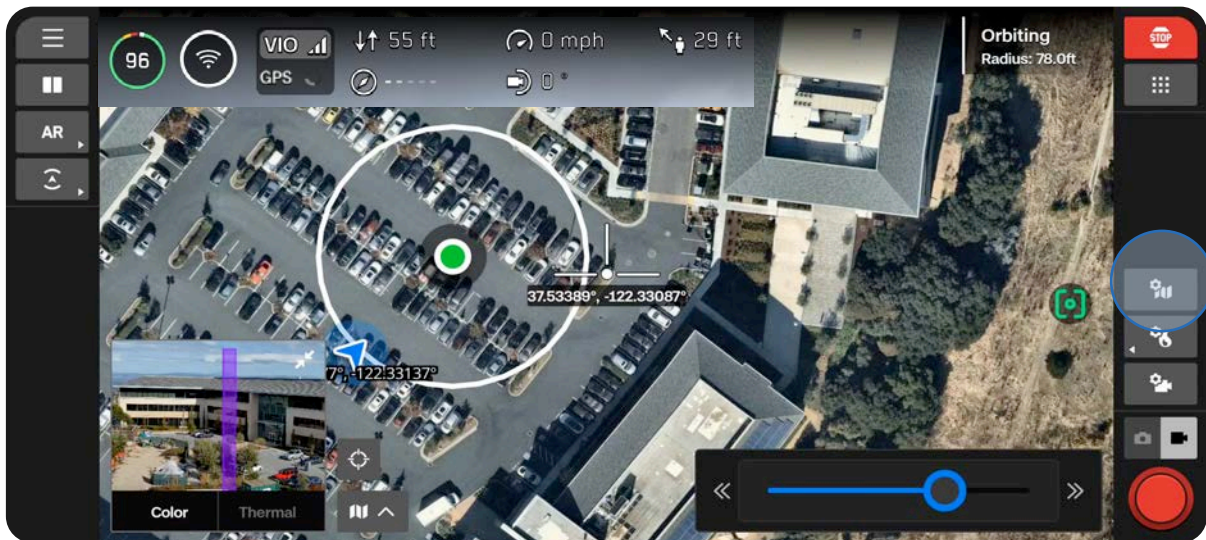 96
VIO
GPS
55 ft
0 mph
29 ft
- - - - -
0 °
Orbiting
Radius: 78.0ft
STOP
AR
37.53389°, -122.33087°
7°, -122.33137°
Color
Thermal